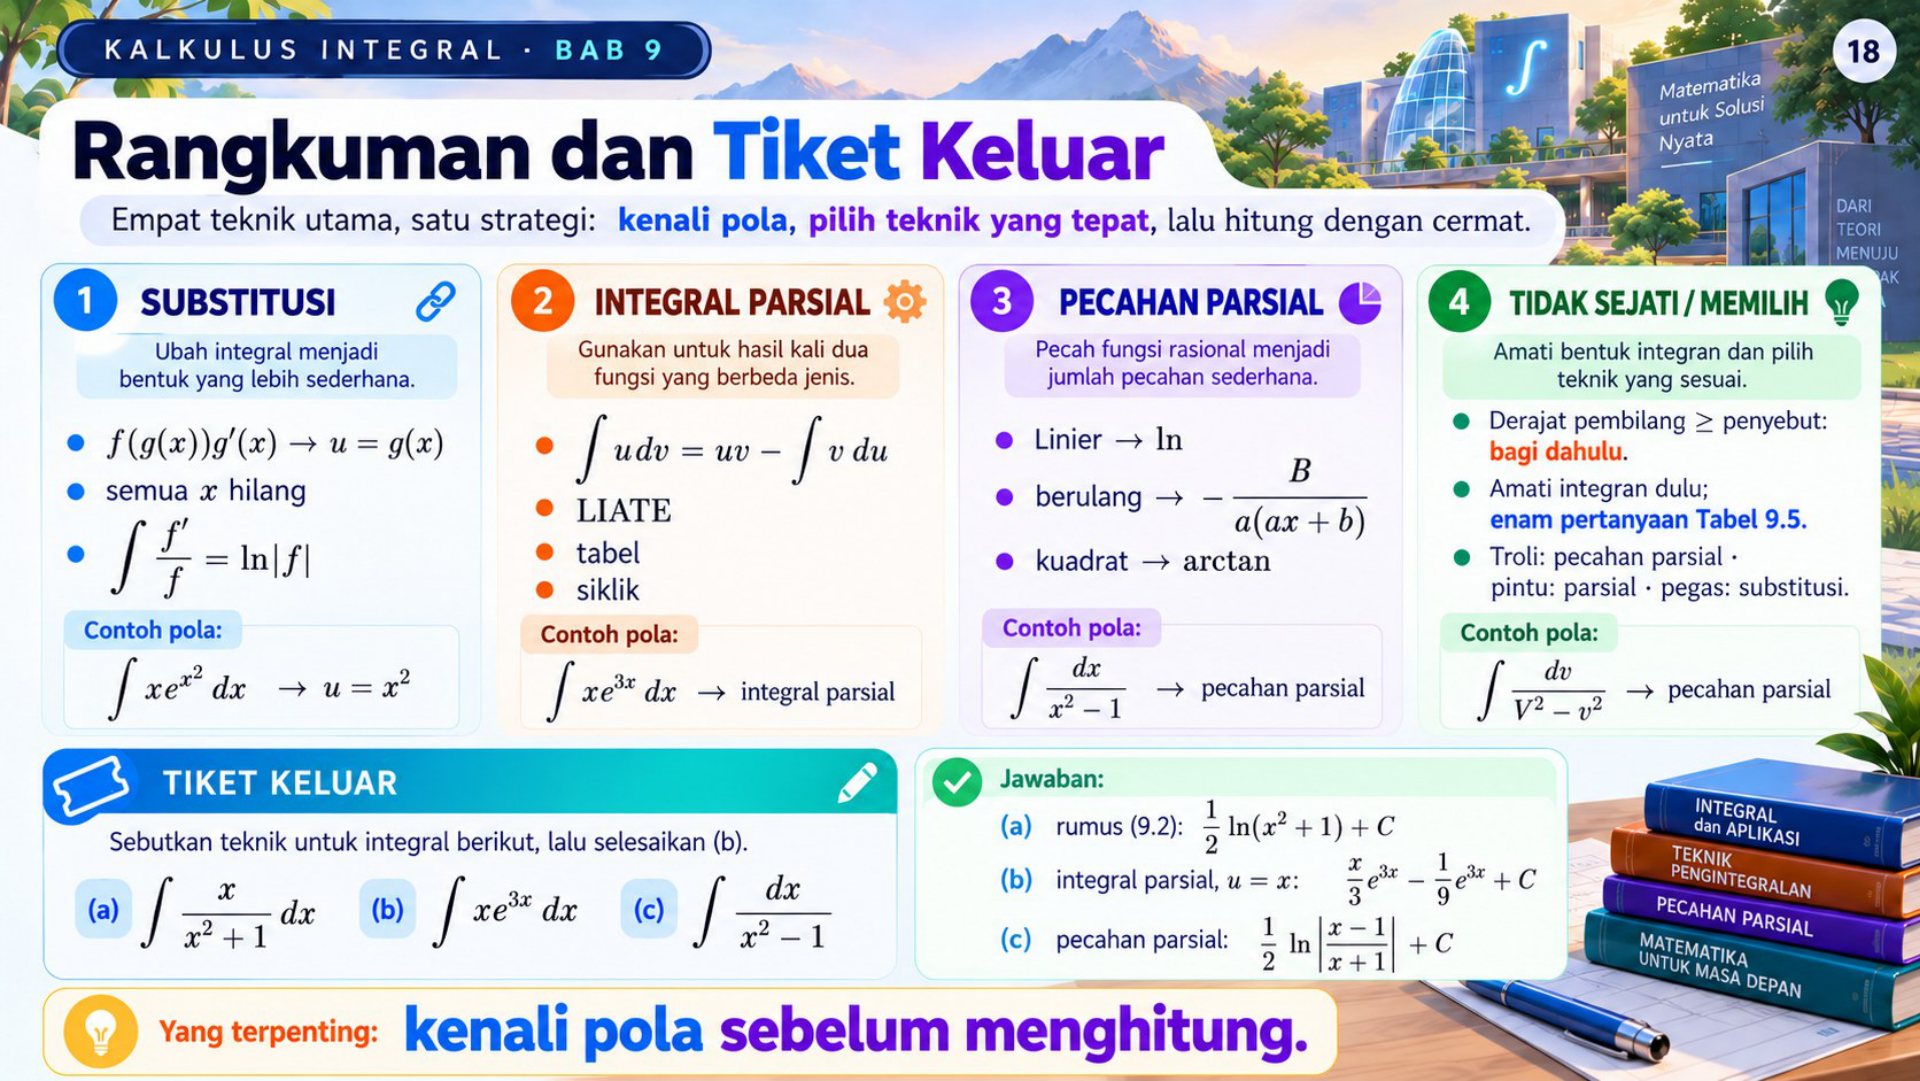 KALKULUS INTEGRAL · BAB 9
18
Matematika
untuk Solusi
Nyata
DARI
TEORI
MENUJU
Rangkuman dan Tiket Keluar
Empat teknik utama, satu strategi: kenali pola, pilih teknik yang tepat, lalu hitung dengan cermat.
1 SUBSTITUSI
Ubah integral menjadi
bentuk yang lebih sederhana.
• f(g(x))g′(x) → u = g(x)
• semua x hilang
• ∫ f′/f = ln|f|
Contoh pola:
∫ xe^{x²} dx → u = x²
2 INTEGRAL PARSIAL
Gunakan untuk hasil kali dua
fungsi yang berbeda jenis.
• ∫ u dv = uv − ∫ v du
• LIATE
• tabel
• siklik
Contoh pola:
∫ xe^{3x} dx → integral parsial
3 PECAHAN PARSIAL
Pecah fungsi rasional menjadi
jumlah pecahan sederhana.
• Linier → ln
• berulang → − B/(a(ax + b))
• kuadrat → arctan
Contoh pola:
∫ dx/(x² − 1) → pecahan parsial
4 TIDAK SEJATI / MEMILIH
Amati bentuk integran dan pilih
teknik yang sesuai.
• Derajat pembilang ≥ penyebut:
bagi dahulu.
• Amati integran dulu;
enam pertanyaan Tabel 9.5.
• Troli: pecahan parsial ·
pintu: parsial · pegas: substitusi.
Contoh pola:
∫ dv/(V² − v²) → pecahan parsial
TIKET KELUAR
Sebutkan teknik untuk integral berikut, lalu selesaikan (b).
(a) ∫ x/(x² + 1) dx (b) ∫ xe^{3x} dx (c) ∫ dx/(x² − 1)
Jawaban:
(a) rumus (9.2): 1/2 ln(x² + 1) + C
(b) integral parsial, u = x: x/3 e^{3x} − 1/9 e^{3x} + C
(c) pecahan parsial: 1/2 ln |(x − 1)/(x + 1)| + C
INTEGRAL
dan APLIKASI
TEKNIK
PENGINTEGRALAN
PECAHAN PARSIAL
MATEMATIKA
UNTUK MASA DEPAN
Yang terpenting: kenali pola sebelum menghitung.